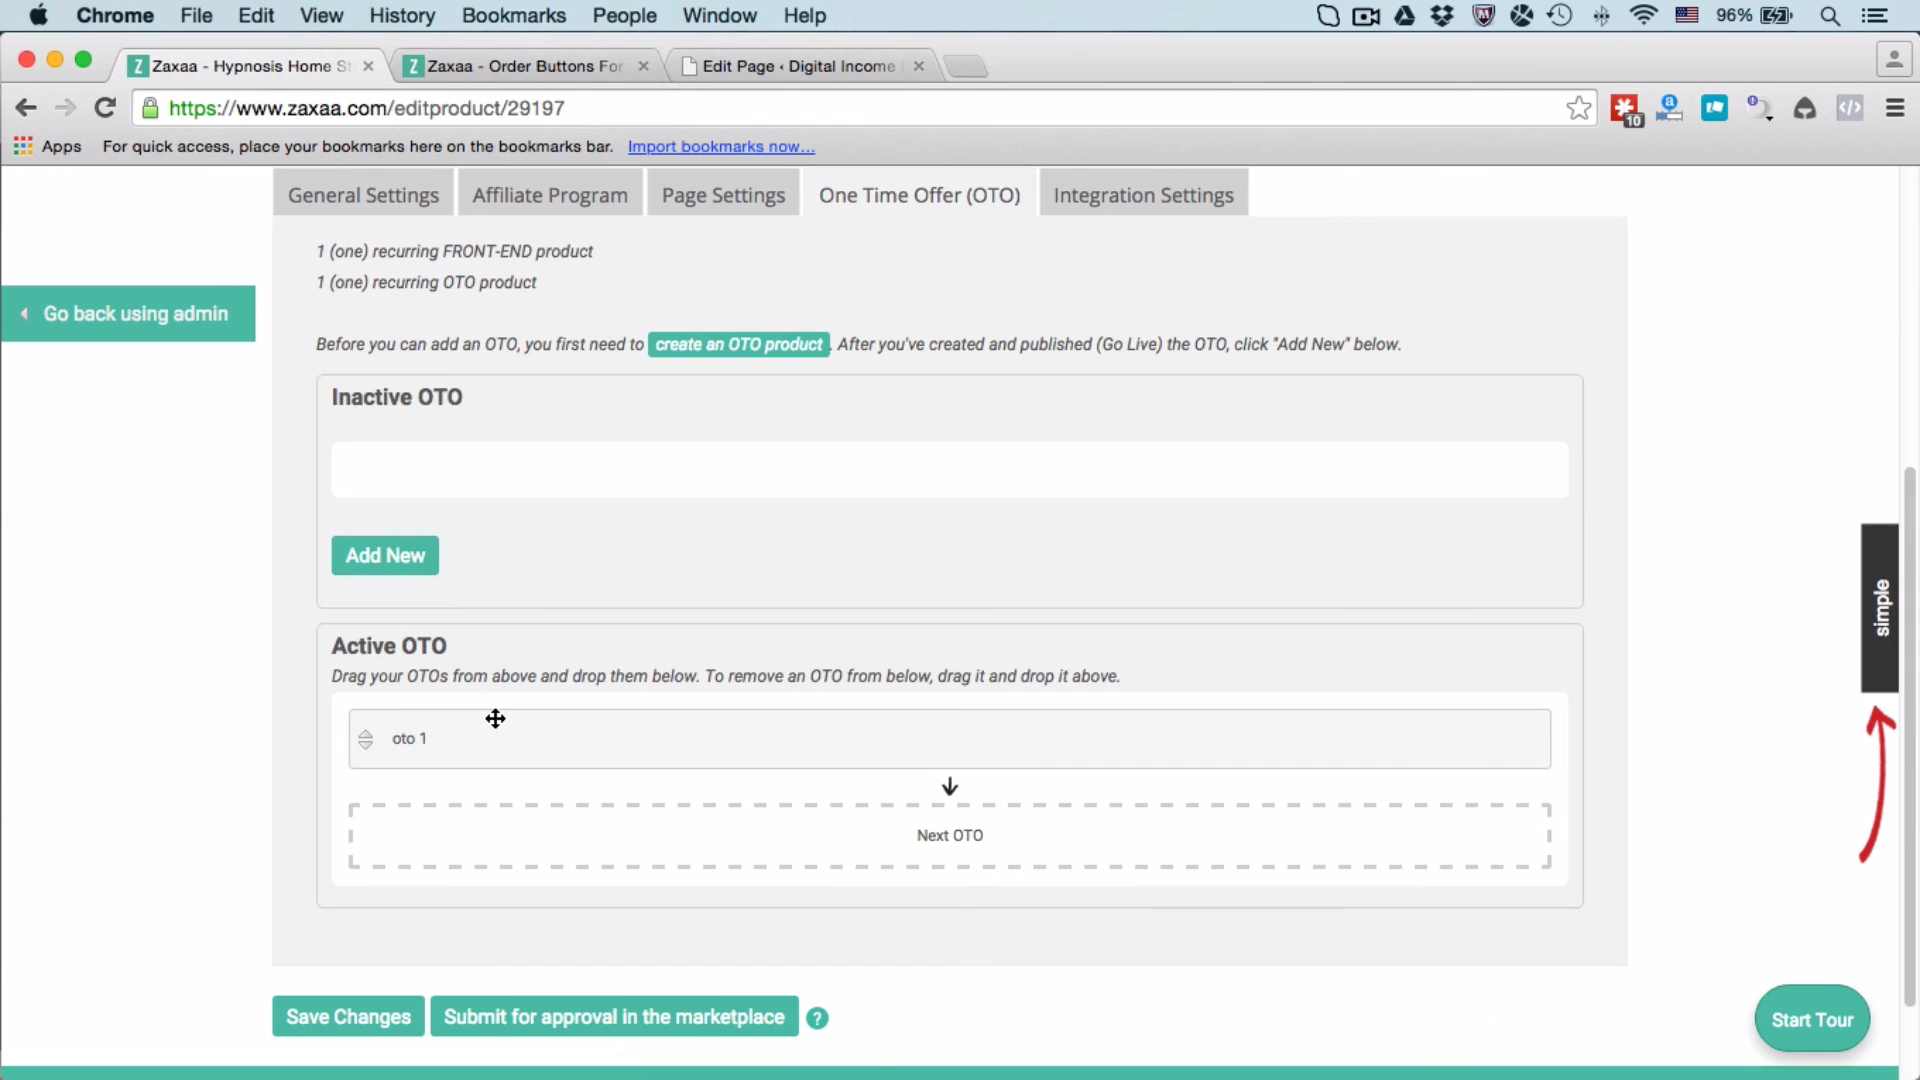 Chrome File Edit View History Bookmarks People Window Help 96%
Zaxaa - Hypnosis Home St Zaxaa - Order Buttons For Edit Page ‹ Digital Income
https://www.zaxaa.com/editproduct/29197 10
Apps For quick access, place your bookmarks here on the bookmarks bar. Import bookmarks now...
General Settings Affiliate Program Page Settings One Time Offer (OTO) Integration Settings
1 (one) recurring FRONT-END product
1 (one) recurring OTO product
Go back using admin
Before you can add an OTO, you first need to create an OTO product. After you've created and published (Go Live) the OTO, click "Add New" below.
Inactive OTO
Add New
simple
Active OTO
Drag your OTOs from above and drop them below. To remove an OTO from below, drag it and drop it above.
oto 1
Next OTO
Save Changes Submit for approval in the marketplace ?
Start Tour